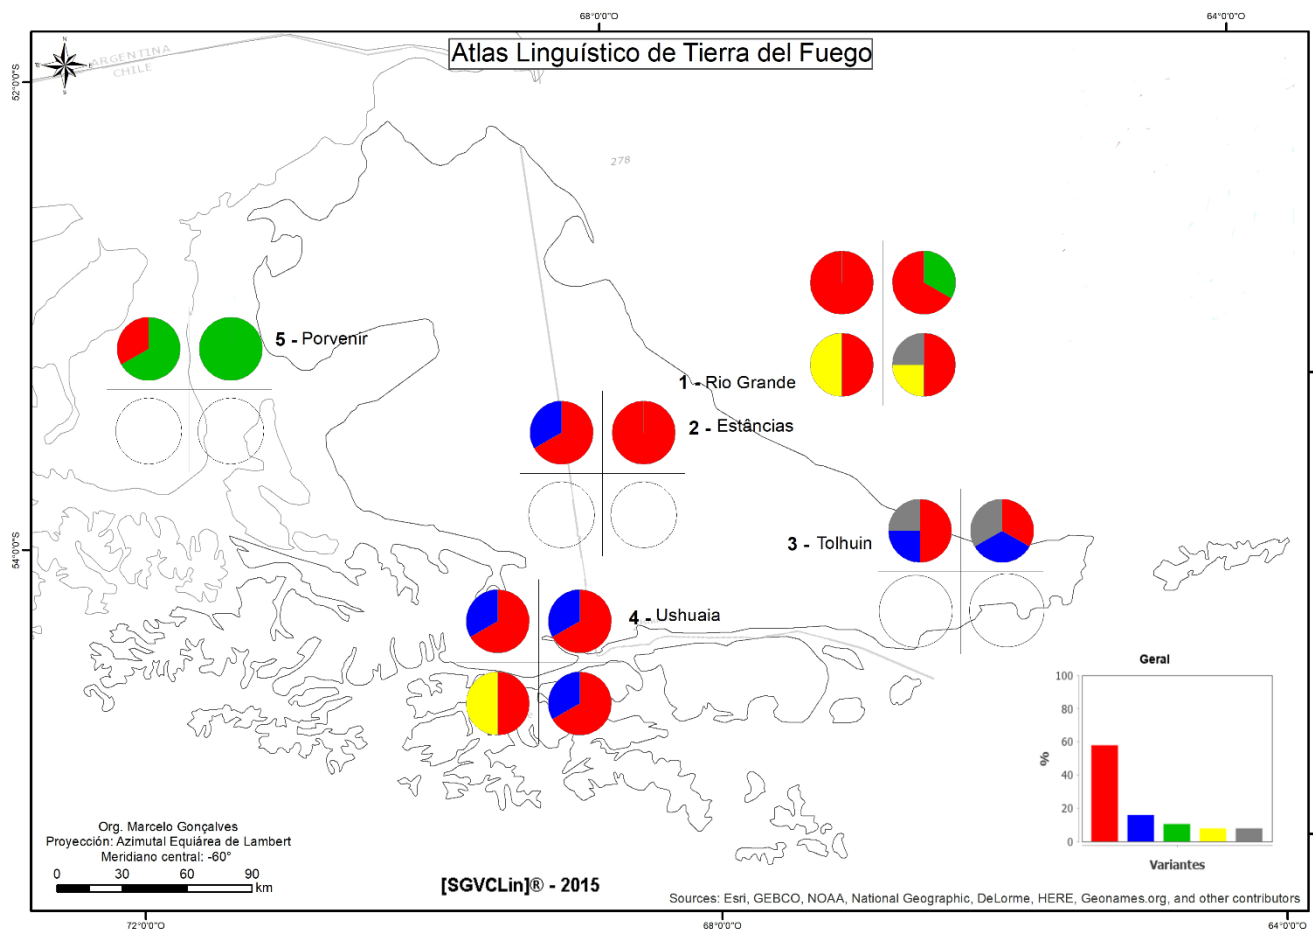 68°0'0"O
64°0'0"O
Atlas Linguístico de Tierra del Fuego
ARGENTINA
CHILE
52°0'0"S
278
5 - Porvenir
1 - Rio Grande
2 - Estâncias
3 - Tolhuin
54°0'0"S
4 - Ushuaia
Geral
100
80
60
40
20
0
%
Variantes
Org. Marcelo Gonçalves
Proyección: Azimutal Equiárea de Lambert
Meridiano central: -60°
0 30 60 90
km
[SGVCLin]® - 2015
Sources: Esri, GEBCO, NOAA, National Geographic, DeLorme, HERE, Geonames.org, and other contributors
72°0'0"O
68°0'0"O
64°0'0"O